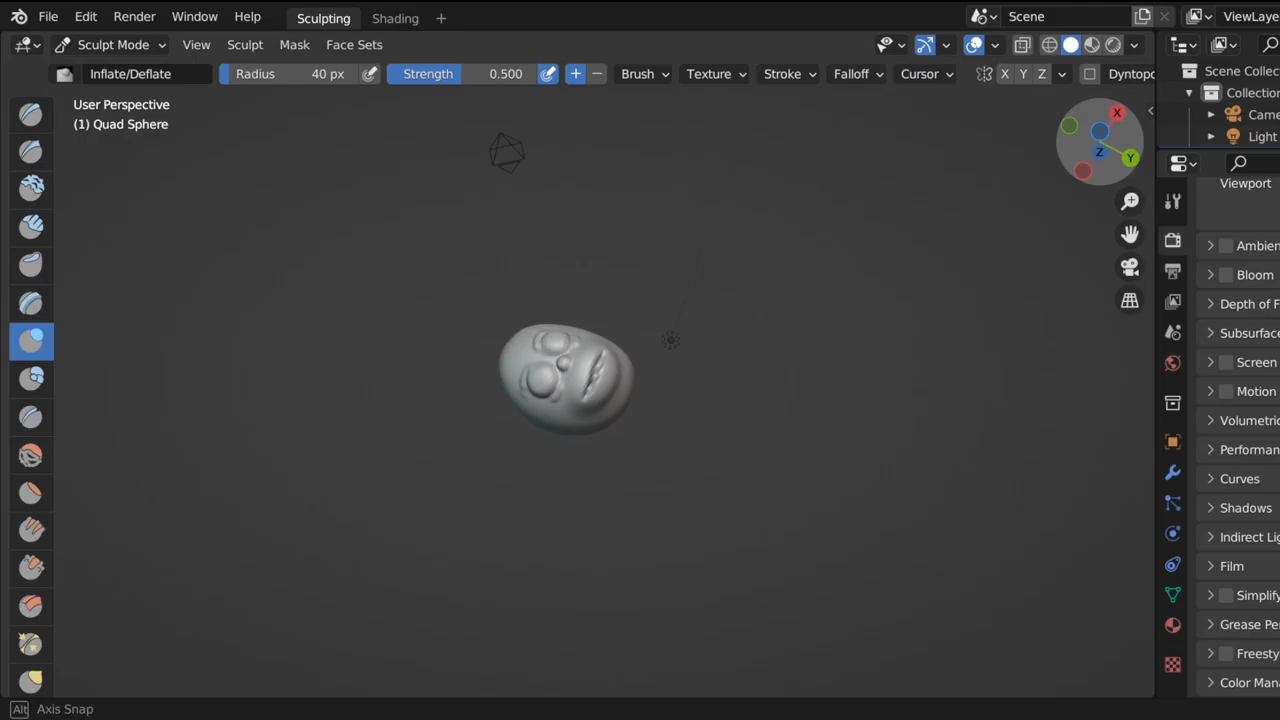 File Edit Render Window Help Sculpting Shading + Scene ViewLaye
Sculpt Mode View Sculpt Mask Face Sets
Inflate/Deflate Radius 40 px Strength 0.500 + − Brush Texture Stroke Falloff Cursor X Y Z Dyntopo
User Perspective
(1) Quad Sphere
X
Y
Z
Scene Collec
Collection
Came
Light
Viewport
Ambien
Bloom
Depth of F
Subsurface
Screen
Motion
Volumetric
Performan
Curves
Shadows
Indirect Lig
Film
Simplify
Grease Pe
Freesty
Color Man
Alt Axis Snap